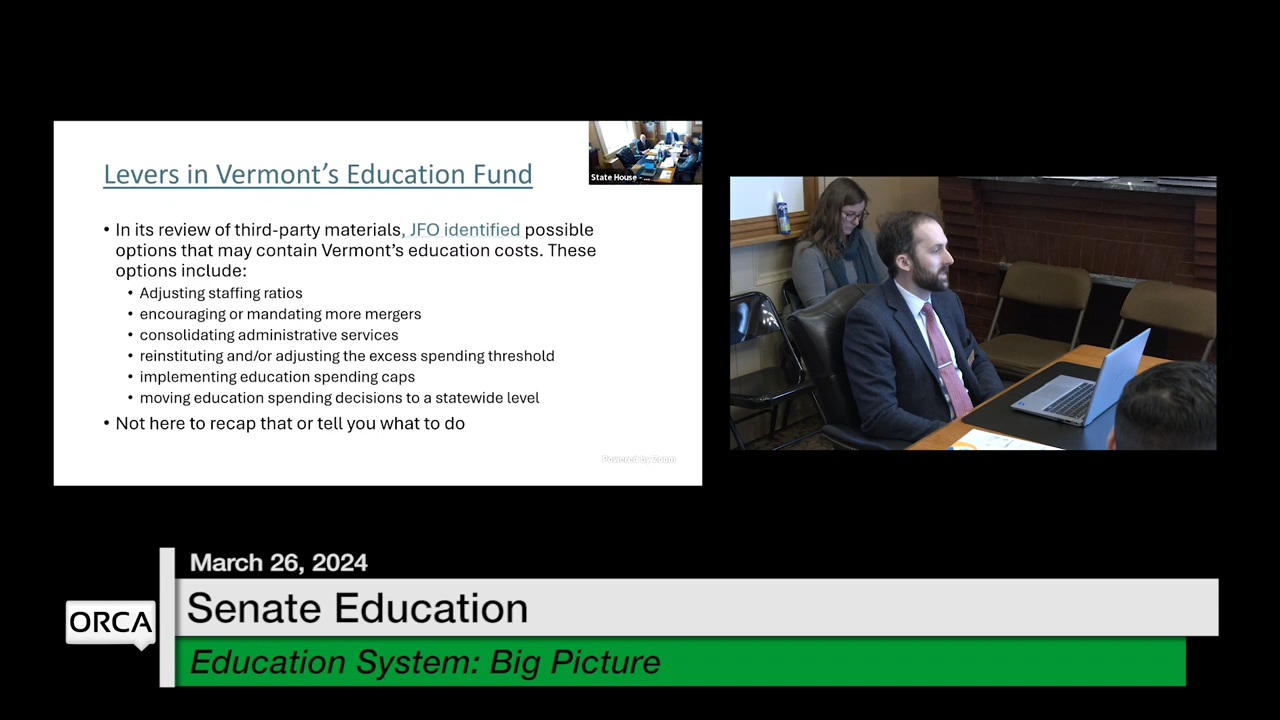 Levers in Vermont's Education Fund
State House - ...
• In its review of third-party materials, JFO identified possible
options that may contain Vermont's education costs. These
options include:
• Adjusting staffing ratios
• encouraging or mandating more mergers
• consolidating administrative services
• reinstituting and/or adjusting the excess spending threshold
• implementing education spending caps
• moving education spending decisions to a statewide level
• Not here to recap that or tell you what to do
Powered by Zoom
March 26, 2024
ORCA
Senate Education
Education System: Big Picture